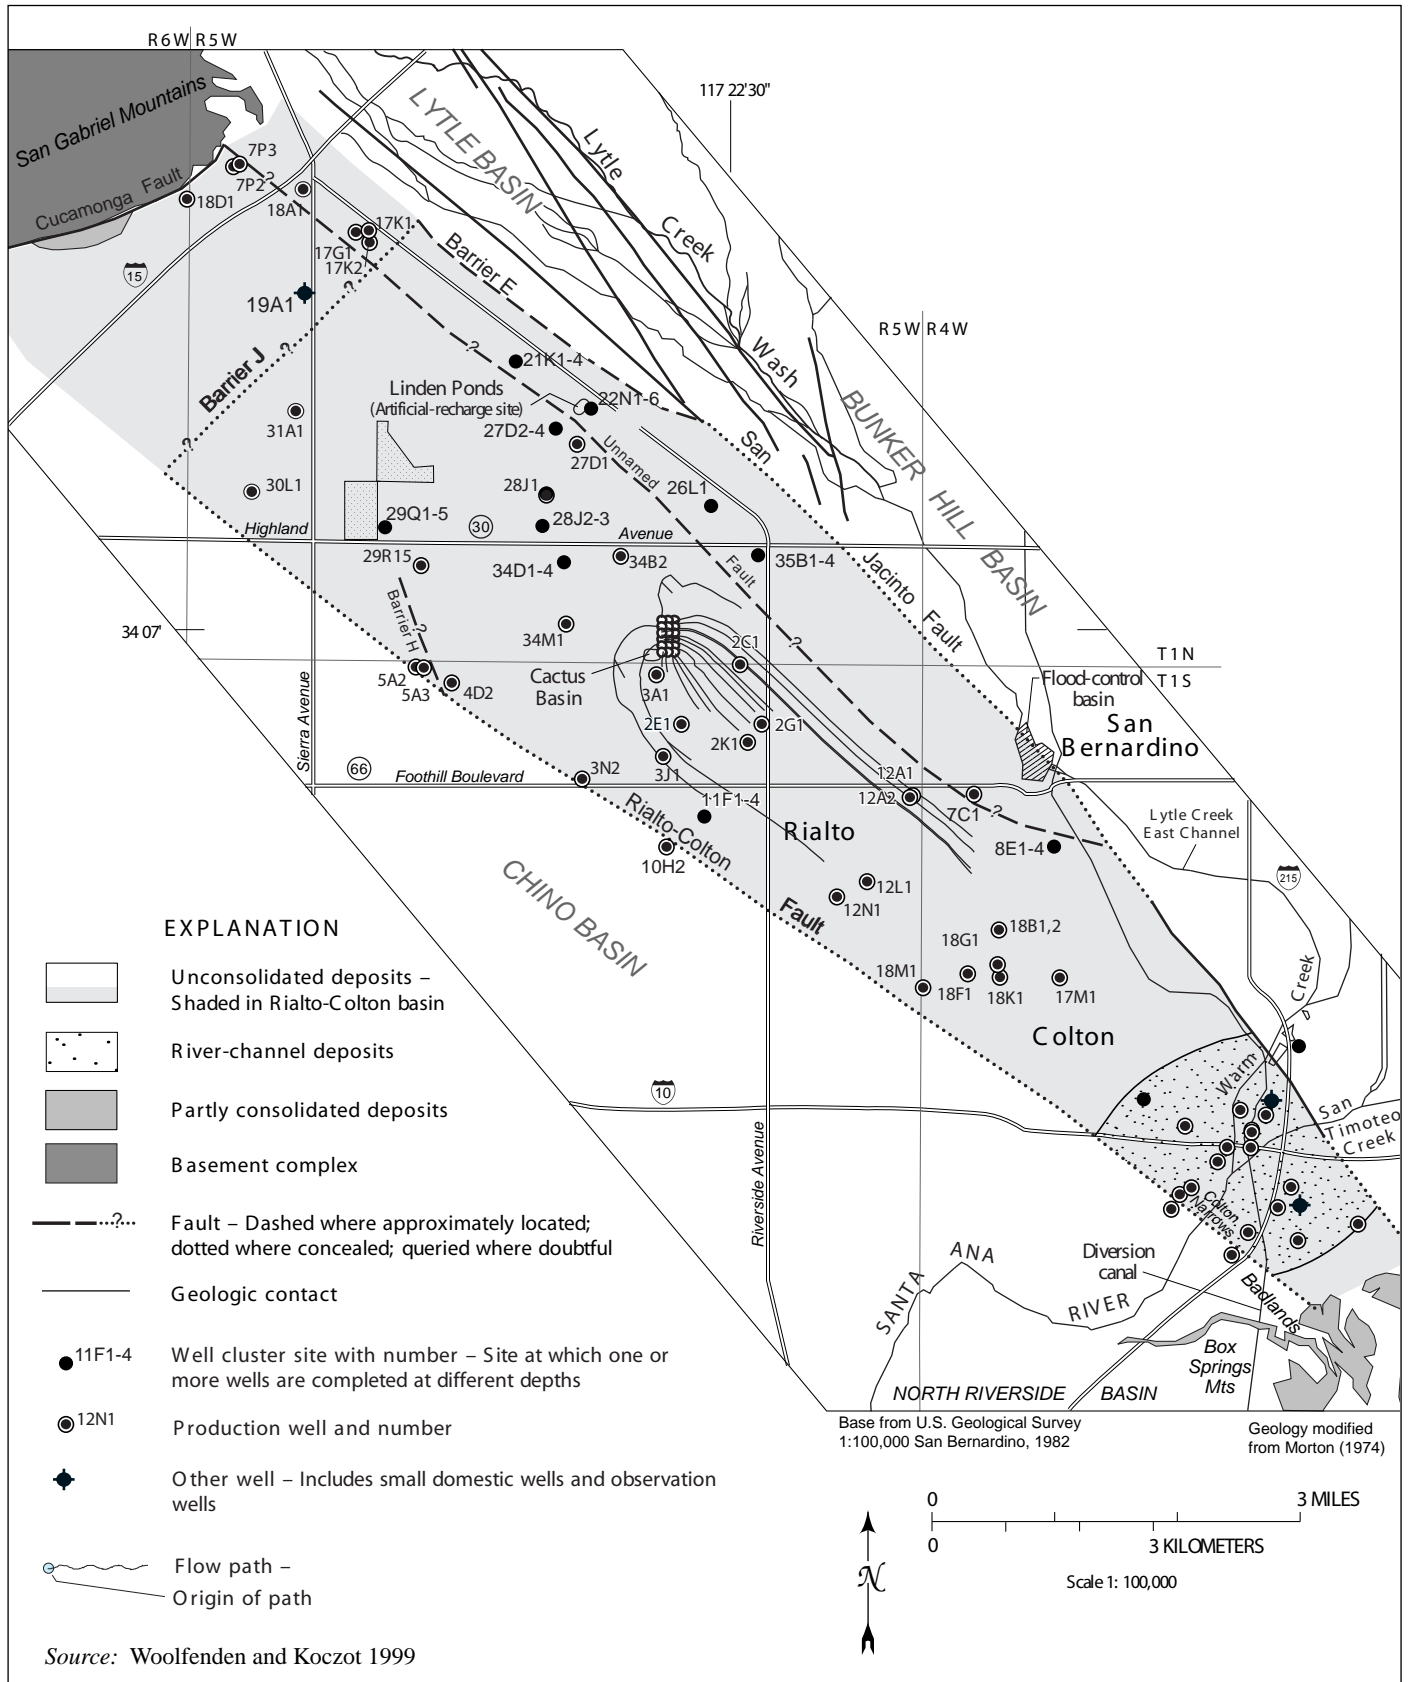 R6W R5W
117 22'30"
San Gabriel Mountains
LYTLE BASIN
Lytle
Creek
Wash
7P3
7P2
?
Cucamonga Fault
18D1
18A1
17K1
17G1
17K2
Barrier E
15
?
19A1
R5W R4W
Barrier J
?
?
21K1-4
Linden Ponds
(Artificial-recharge site)
22N1-6
BUNKER HILL BASIN
31A1
27D2-4
27D1
Unnamed
San
?
30L1
28J1
26L1
29Q1-5
30
28J2-3
Highland
Avenue
29R15
34D1-4
34B2
Fault
35B1-4
Jacinto
Fault
Barrier H
?
34 07'
34M1
2C1
?
T1N
T1S
5A2
5A3
4D2
Cactus
Basin
3A1
Flood-control
basin
San
Bernardino
Sierra Avenue
2E1
2G1
2K1
66
Foothill Boulevard
3N2
3J1
12A1
12A2
7C1
?
11F1-4
Rialto-Colton
Rialto
Lytle Creek
East Channel
8E1-4
10H2
215
CHINO BASIN
12L1
12N1
Fault
18B1,2
18G1
18M1
18F1
18K1
17M1
Creek
Colton
Warm
10
San
Timoteo
Creek
Riverside Avenue
Colton
Narrows
Diversion
canal
SANTA
ANA
RIVER
Badlands
Box
Springs
Mts
NORTH RIVERSIDE BASIN
Base from U.S. Geological Survey
1:100,000 San Bernardino, 1982
Geology modified
from Morton (1974)
EXPLANATION
Unconsolidated deposits –
Shaded in Rialto-Colton basin
River-channel deposits
Partly consolidated deposits
Basement complex
?
Fault – Dashed where approximately located;
dotted where concealed; queried where doubtful
Geologic contact
11F1-4
Well cluster site with number – Site at which one or
more wells are completed at different depths
12N1
Production well and number
Other well – Includes small domestic wells and observation
wells
Flow path –
Origin of path
0 3 MILES
0 3 KILOMETERS
Scale 1: 100,000
N
Source: Woolfenden and Koczot 1999